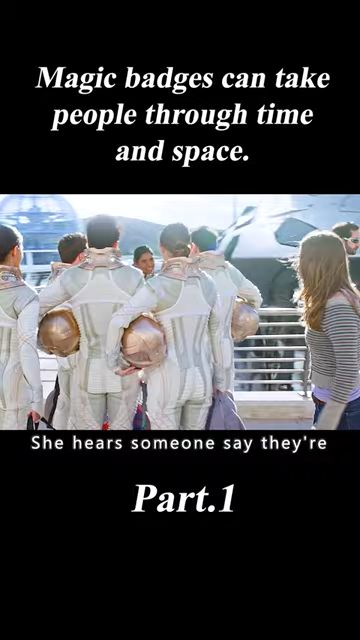 Magic badges can take
people through time
and space.
She hears someone say they're
Part.1